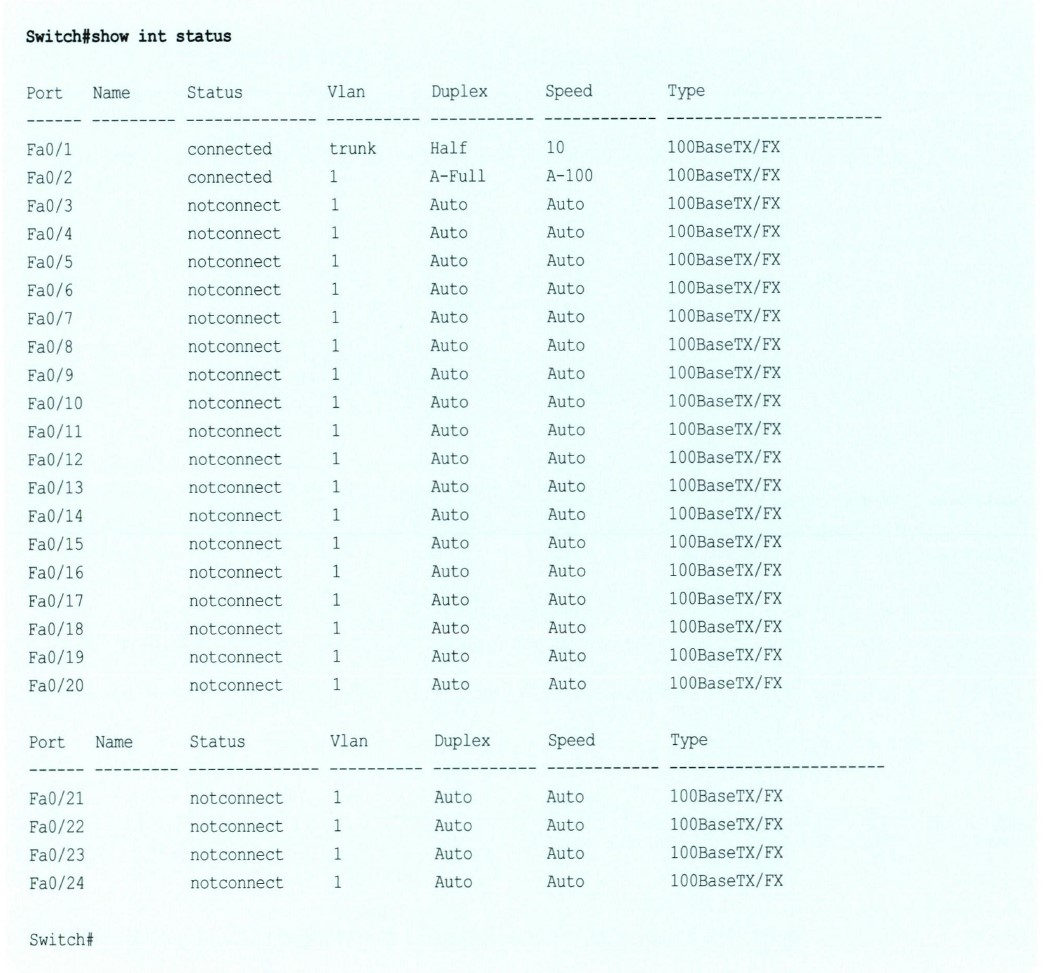 Switch#show int status
Port Name Status Vlan Duplex Speed Type
------ --------- -------------- ---------- ----------- ------------ -----------------------
Fa0/1 connected trunk Half 10 100BaseTX/FX
Fa0/2 connected 1 A-Full A-100 100BaseTX/FX
Fa0/3 notconnect 1 Auto Auto 100BaseTX/FX
Fa0/4 notconnect 1 Auto Auto 100BaseTX/FX
Fa0/5 notconnect 1 Auto Auto 100BaseTX/FX
Fa0/6 notconnect 1 Auto Auto 100BaseTX/FX
Fa0/7 notconnect 1 Auto Auto 100BaseTX/FX
Fa0/8 notconnect 1 Auto Auto 100BaseTX/FX
Fa0/9 notconnect 1 Auto Auto 100BaseTX/FX
Fa0/10 notconnect 1 Auto Auto 100BaseTX/FX
Fa0/11 notconnect 1 Auto Auto 100BaseTX/FX
Fa0/12 notconnect 1 Auto Auto 100BaseTX/FX
Fa0/13 notconnect 1 Auto Auto 100BaseTX/FX
Fa0/14 notconnect 1 Auto Auto 100BaseTX/FX
Fa0/15 notconnect 1 Auto Auto 100BaseTX/FX
Fa0/16 notconnect 1 Auto Auto 100BaseTX/FX
Fa0/17 notconnect 1 Auto Auto 100BaseTX/FX
Fa0/18 notconnect 1 Auto Auto 100BaseTX/FX
Fa0/19 notconnect 1 Auto Auto 100BaseTX/FX
Fa0/20 notconnect 1 Auto Auto 100BaseTX/FX
Port Name Status Vlan Duplex Speed Type
------ --------- -------------- ---------- ----------- ------------ -----------------------
Fa0/21 notconnect 1 Auto Auto 100BaseTX/FX
Fa0/22 notconnect 1 Auto Auto 100BaseTX/FX
Fa0/23 notconnect 1 Auto Auto 100BaseTX/FX
Fa0/24 notconnect 1 Auto Auto 100BaseTX/FX
Switch#